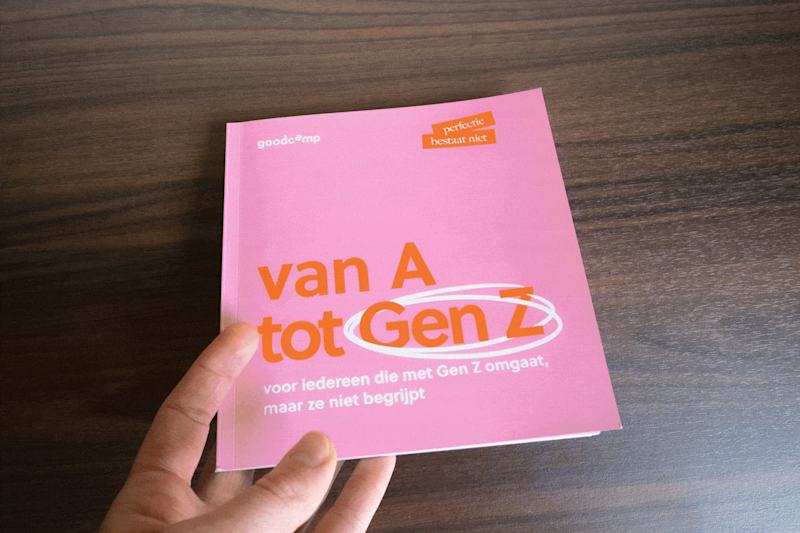 goodcamp
perfectie
bestaat niet
van A
tot Gen Z
voor iedereen die met Gen Z omgaat,
maar ze niet begrijpt